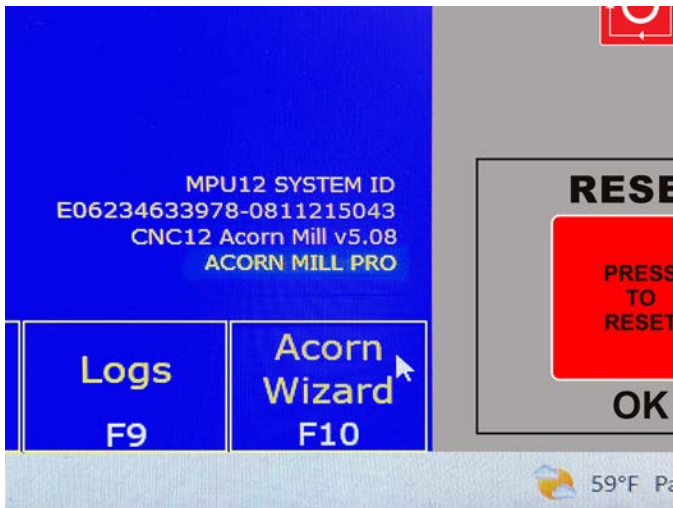 MPU12 SYSTEM ID
E06234633978-0811215043
CNC12 Acorn Mill v5.08
ACORN MILL PRO
Logs
F9
Acorn
Wizard
F10
PRESS
TO
RESET
OK
59°F